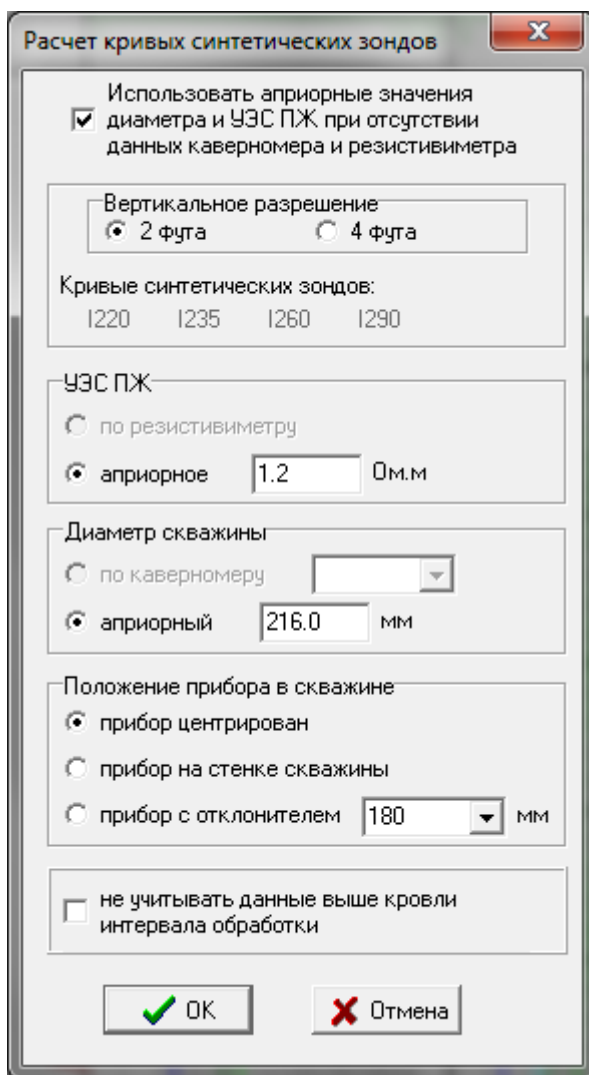 Расчет кривых синтетических зондов
Использовать априорные значения
диаметра и УЭС ПЖ при отсутствии
данных каверномера и резистивиметра
Вертикальное разрешение
2 фута 4 фута
Кривые синтетических зондов:
I220 I235 I260 I290
УЭС ПЖ
по резистивиметру
априорное 1.2 Ом.м
Диаметр скважины
по каверномеру
априорный 216.0 мм
Положение прибора в скважине
прибор центрирован
прибор на стенке скважины
прибор с отклонителем 180 мм
не учитывать данные выше кровли
интервала обработки
OK Отмена